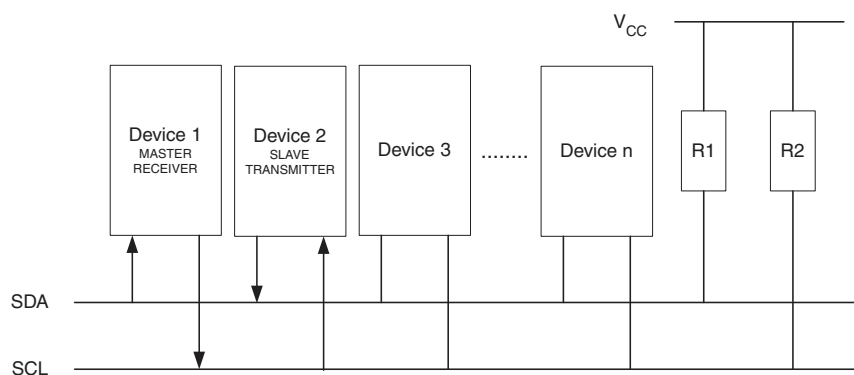 V_CC
Device 1
MASTER
RECEIVER
Device 2
SLAVE
TRANSMITTER
Device 3
........
Device n
R1
R2
SDA
SCL